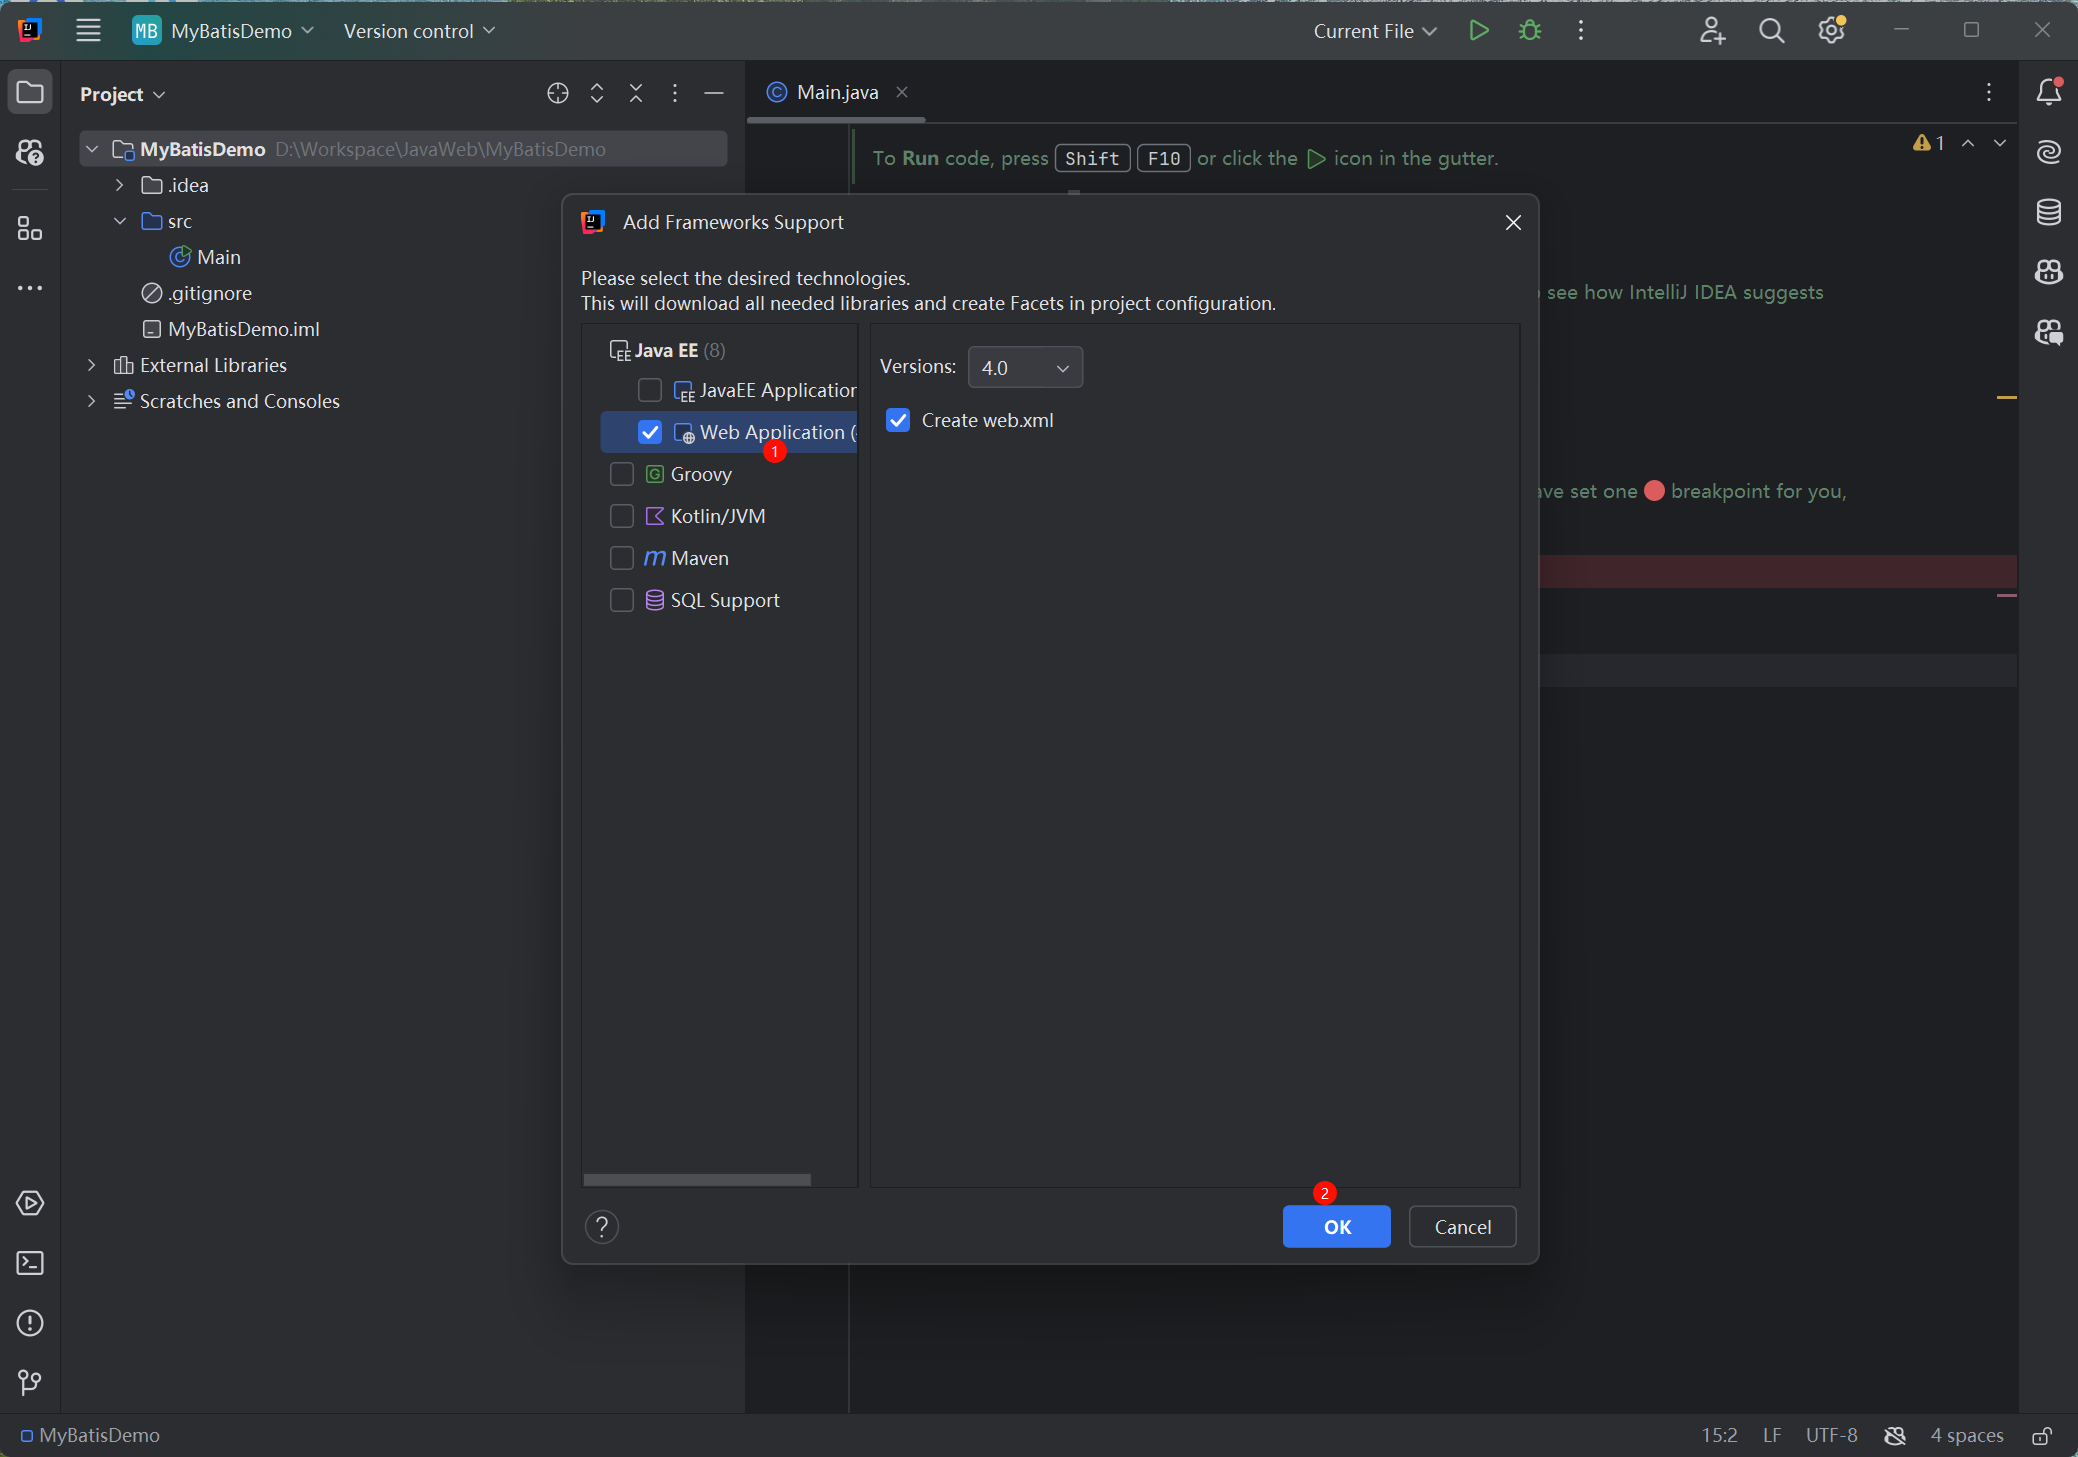 MB MyBatisDemo Version control Current File
Project
Main.java
MyBatisDemo D:\Workspace\JavaWeb\MyBatisDemo
.idea
src
Main
.gitignore
MyBatisDemo.iml
External Libraries
Scratches and Consoles
To Run code, press Shift F10 or click the icon in the gutter.
1
see how IntelliJ IDEA suggests
set one breakpoint for you,
Add Frameworks Support
Please select the desired technologies.
This will download all needed libraries and create Facets in project configuration.
Java EE (8)
JavaEE Application
Web Application (
1
Groovy
Kotlin/JVM
Maven
SQL Support
Versions: 4.0
Create web.xml
2
?
OK
Cancel
MyBatisDemo
15:2 LF UTF-8 4 spaces